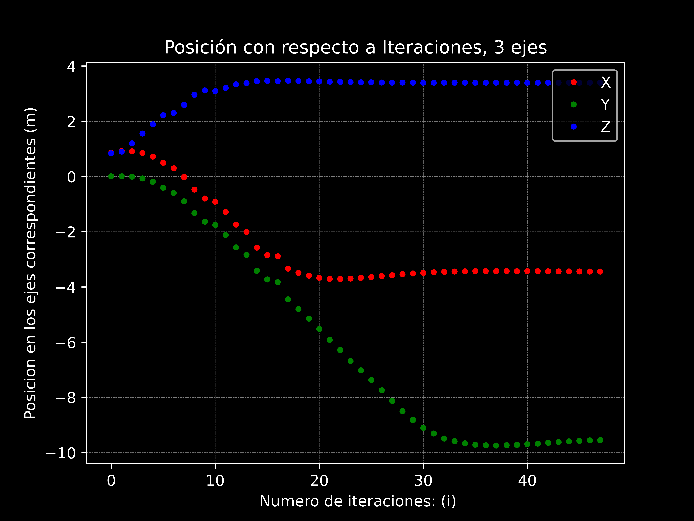 Posición con respecto a Iteraciones, 3 ejes
Posicion en los ejes correspondientes (m)
4
2
0
−2
−4
−6
−8
−10
X
Y
Z
0 10 20 30 40
Numero de iteraciones: (i)